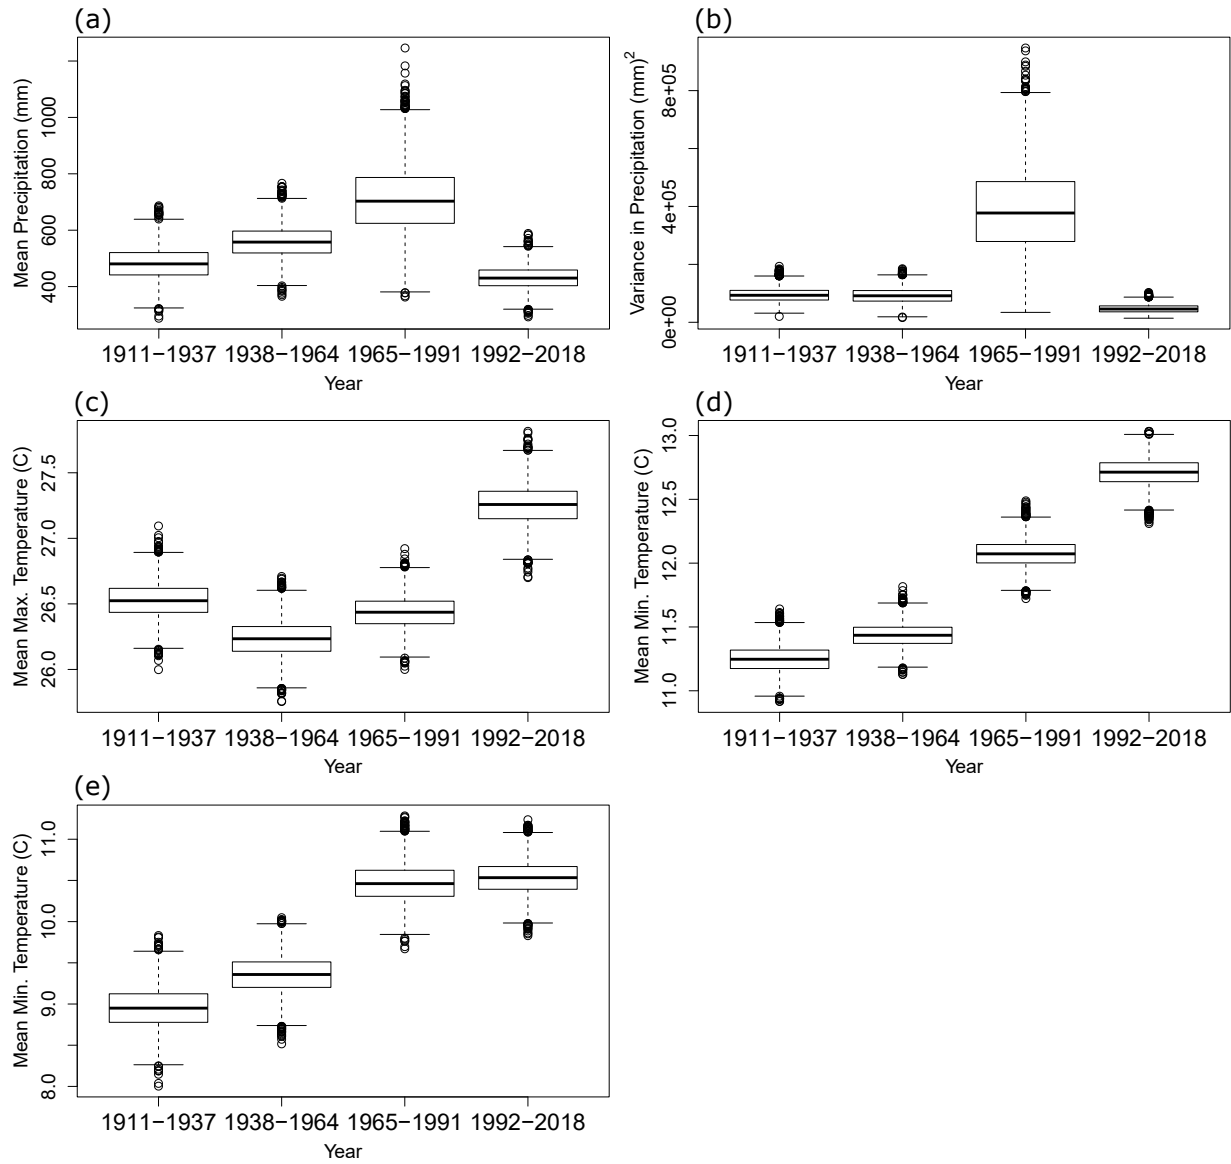 (a)
Mean Precipitation (mm)
1000
800
600
400
1911−1937 1938−1964 1965−1991 1992−2018
Year
(b)
Variance in Precipitation (mm)2
8e+05
4e+05
0e+00
1911−1937 1938−1964 1965−1991 1992−2018
Year
(c)
Mean Max. Temperature (C)
27.5
27.0
26.5
26.0
1911−1937 1938−1964 1965−1991 1992−2018
Year
(d)
Mean Min. Temperature (C)
13.0
12.5
12.0
11.5
11.0
1911−1937 1938−1964 1965−1991 1992−2018
Year
(e)
Mean Min. Temperature (C)
11.0
10.0
9.0
8.0
1911−1937 1938−1964 1965−1991 1992−2018
Year